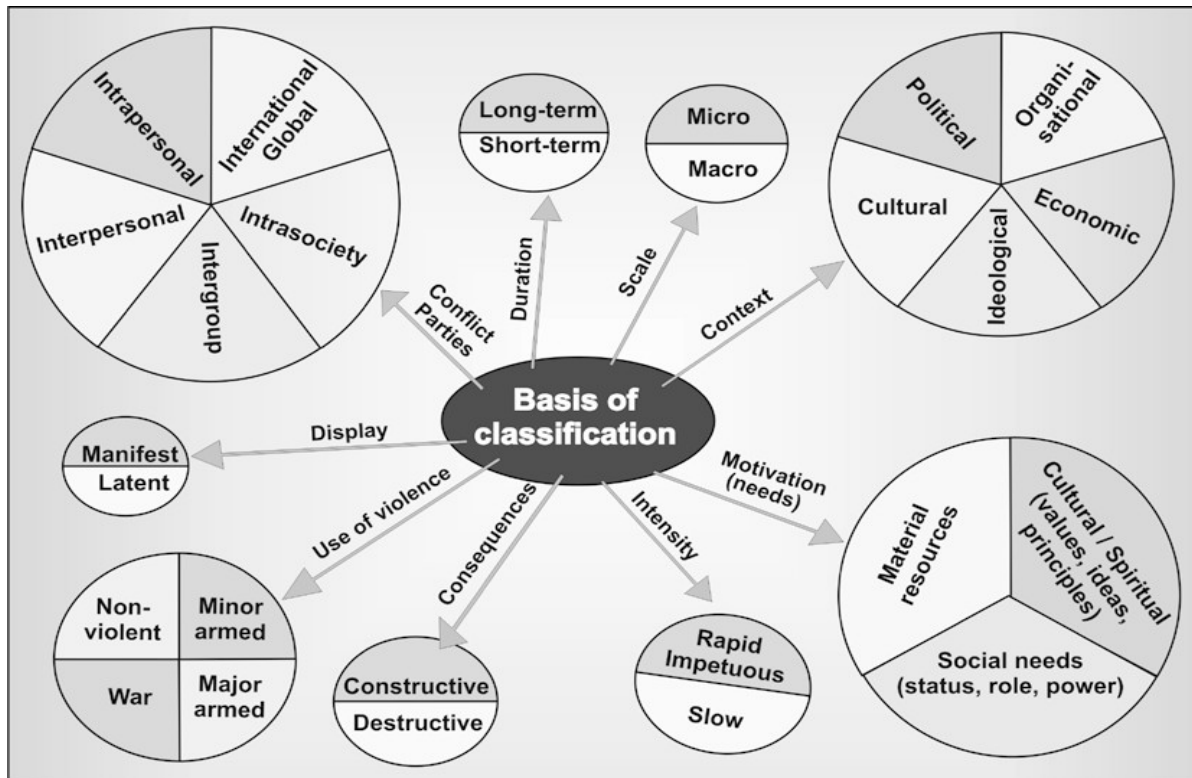 Intrapersonal
International
Global
Interpersonal
Intrasociety
Intergroup
Long-term
Short-term
Micro
Macro
Political
Organi-
sational
Cultural
Economic
Ideological
Conflict
Parties
Duration
Scale
Context
Basis of
classification
Display
Manifest
Latent
Use of violence
Consequences
Intensity
Motivation
(needs)
Non-
violent
Minor
armed
War
Major
armed
Constructive
Destructive
Rapid
Impetuous
Slow
Material
resources
Cultural / Spiritual
(values, ideas,
principles)
Social needs
(status, role, power)